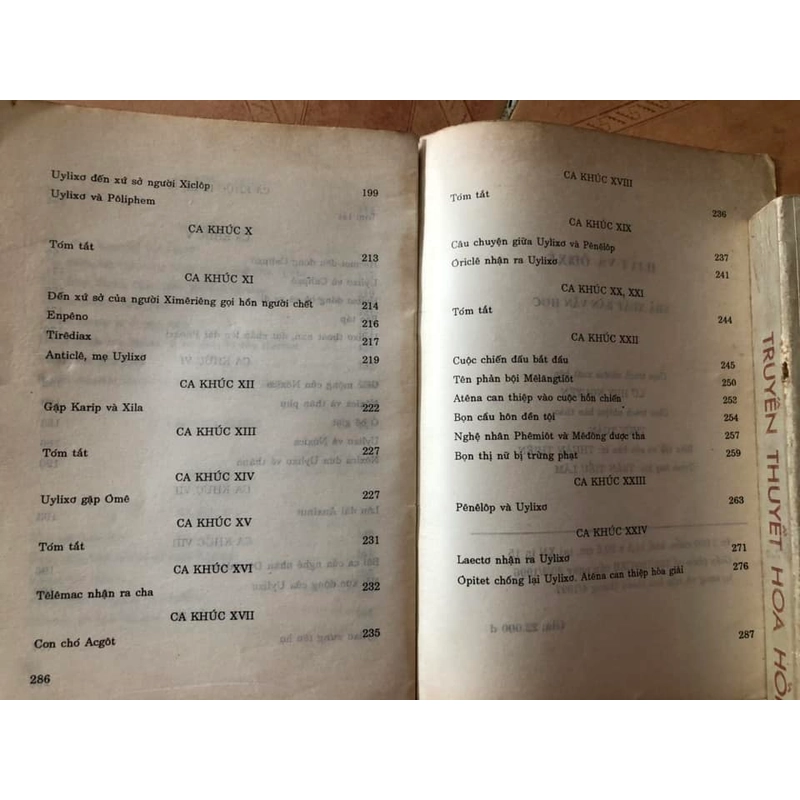 Uylixơ đến xứ sở người Xiclôp
Uylixơ và Pôliphem 199
CA KHÚC X
Tóm tắt 213
CA KHÚC XI
Đến xứ sở của người Ximêriêng gọi hồn người chết 214
Enpêno 216
Tirêdiax 217
Anticlê, mẹ Uylixơ 219
CA KHÚC XII
Gặp Karip và Xila 222
CA KHÚC XIII
Tóm tắt 227
CA KHÚC XIV
Uylixơ gặp Ômê 227
CA KHÚC XV
Tơm tắt 231
CA KHÚC XVI
Têlêmac nhận ra cha 232
CA KHÚC XVII
Con chó Acgôt 235
286
CA KHÚC XVIII
Tóm tắt 236
CA KHÚC XIX
Câu chuyện giữa Uylixơ và Pênêlôp 237
Ôriclê nhận ra Uylixơ 241
CA KHÚC XX, XXI
Tóm tắt 244
CA KHÚC XXII
Cuộc chiến đấu bắt đầu 245
Tên phản bội Mêlăngtiôt 250
Atêna can thiệp vào cuộc hỗn chiến 252
Bọn cầu hôn đền tội 254
Nghệ nhân Phêmiôt và Mêđông được tha 257
Bọn thị nữ bị trừng phạt 259
CA KHÚC XXIII
Pênêlôp và Uylixơ 263
CA KHÚC XXIV
Laectơ nhận ra Uylixơ 271
Ôpitet chống lại Uylixơ. Atêna can thiệp hòa giải 276
287
TRUYỀN THUYẾT HOA HỒ